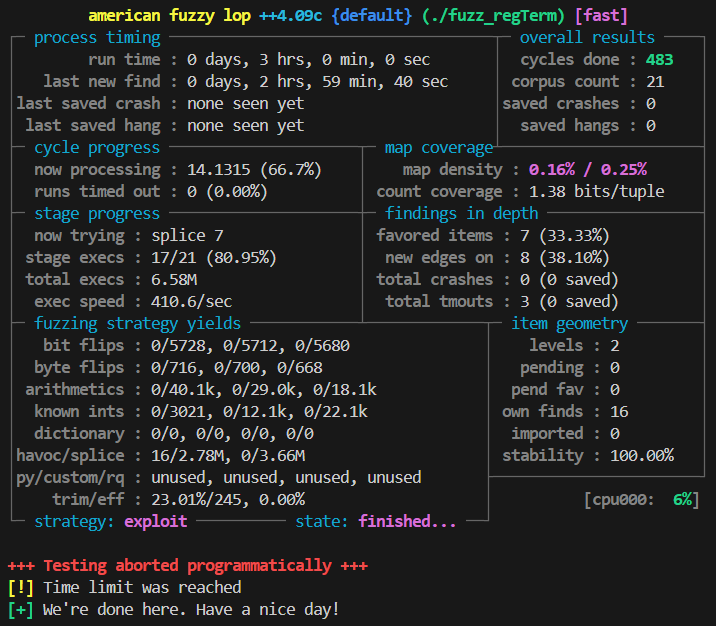 american fuzzy lop ++4.09c {default} (./fuzz_regTerm) [fast]
process timing overall results
run time : 0 days, 3 hrs, 0 min, 0 sec cycles done : 483
last new find : 0 days, 2 hrs, 59 min, 40 sec corpus count : 21
last saved crash : none seen yet saved crashes : 0
last saved hang : none seen yet saved hangs : 0
cycle progress map coverage
now processing : 14.1315 (66.7%) map density : 0.16% / 0.25%
runs timed out : 0 (0.00%) count coverage : 1.38 bits/tuple
stage progress findings in depth
now trying : splice 7 favored items : 7 (33.33%)
stage execs : 17/21 (80.95%) new edges on : 8 (38.10%)
total execs : 6.58M total crashes : 0 (0 saved)
exec speed : 410.6/sec total tmouts : 3 (0 saved)
fuzzing strategy yields item geometry
bit flips : 0/5728, 0/5712, 0/5680 levels : 2
byte flips : 0/716, 0/700, 0/668 pending : 0
arithmetics : 0/40.1k, 0/29.0k, 0/18.1k pend fav : 0
known ints : 0/3021, 0/12.1k, 0/22.1k own finds : 16
dictionary : 0/0, 0/0, 0/0, 0/0 imported : 0
havoc/splice : 16/2.78M, 0/3.66M stability : 100.00%
py/custom/rq : unused, unused, unused, unused
trim/eff : 23.01%/245, 0.00% [cpu000: 6%]
strategy: exploit state: finished...
+++ Testing aborted programmatically +++
[!] Time limit was reached
[+] We're done here. Have a nice day!